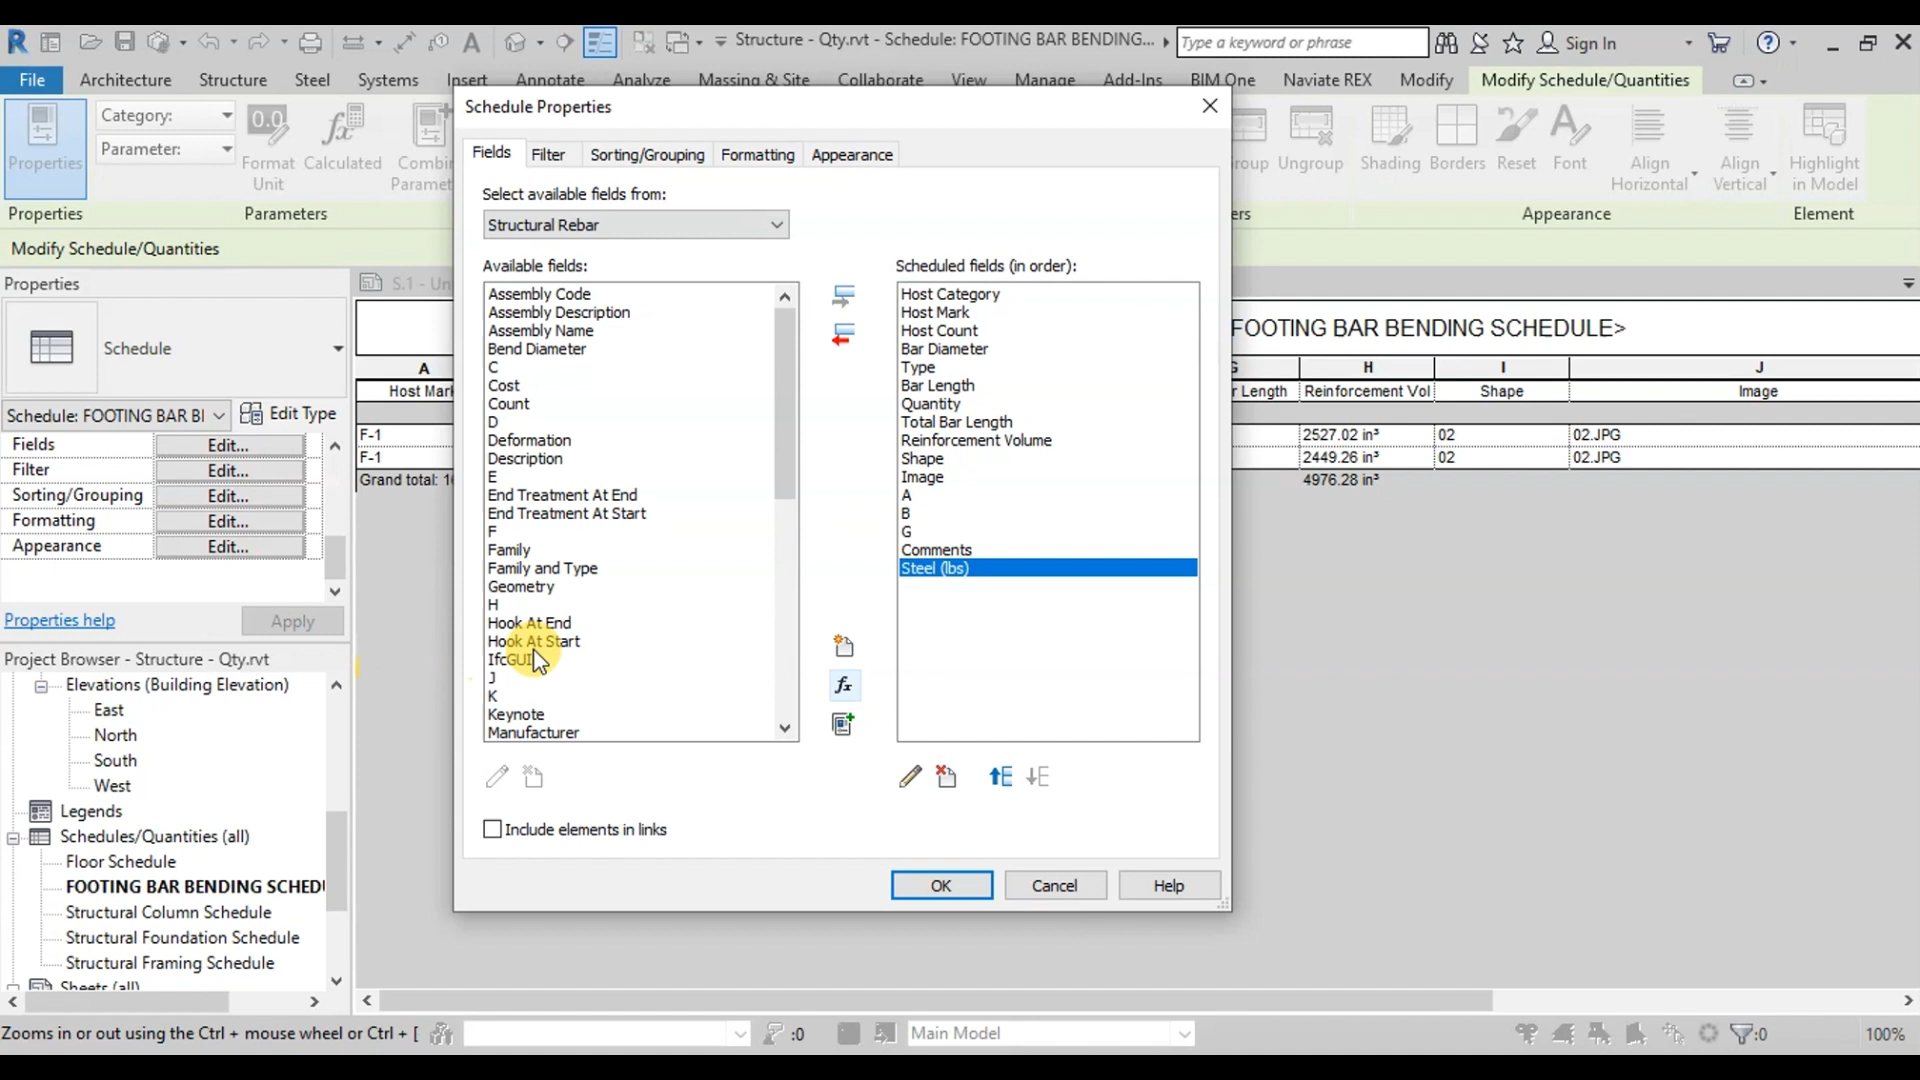 Structure - Qty.rvt - Schedule: FOOTING BAR BENDING... Type a keyword or phrase Sign In
File Architecture Structure Steel Systems Insert Annotate Analyze Massing & Site Collaborate View Manage Add-Ins BIM One Naviate REX Modify Modify Schedule/Quantities
Properties
Category:
Parameter:
Format
Unit
Calculated
Ungroup Shading Borders Reset Font
Align
Horizontal
Align
Vertical
Highlight
in Model
Properties Parameters Appearance Element
Modify Schedule/Quantities
Properties
Schedule
Schedule: FOOTING BAR BI
Edit Type
Fields Edit...
Filter Edit...
Sorting/Grouping Edit...
Formatting Edit...
Appearance Edit...
Properties help Apply
Project Browser - Structure - Qty.rvt
Elevations (Building Elevation)
East
North
South
West
Legends
Schedules/Quantities (all)
Floor Schedule
FOOTING BAR BENDING SCHED
Structural Column Schedule
Structural Foundation Schedule
Structural Framing Schedule
Sheets (all)
Schedule Properties
Fields Filter Sorting/Grouping Formatting Appearance
Select available fields from:
Structural Rebar
Available fields:
Assembly Code
Assembly Description
Assembly Name
Bend Diameter
C
Cost
Count
D
Deformation
Description
E
End Treatment At End
End Treatment At Start
F
Family
Family and Type
Geometry
H
Hook At End
Hook At Start
IfcGUI
J
K
Keynote
Manufacturer
Scheduled fields (in order):
Host Category
Host Mark
Host Count
Bar Diameter
Type
Bar Length
Quantity
Total Bar Length
Reinforcement Volume
Shape
Image
A
B
G
Comments
Steel (lbs)
fx
Include elements in links
OK Cancel Help
S.1 - Un
FOOTING BAR BENDING SCHEDULE>
A H I J
Host Mark r Length Reinforcement Vol Shape Image
F-1 2527.02 in³ 02 02.JPG
F-1 2449.26 in³ 02 02.JPG
Grand total: 1 4976.28 in³
Zooms in or out using the Ctrl + mouse wheel or Ctrl + [ :0 Main Model :0 100%